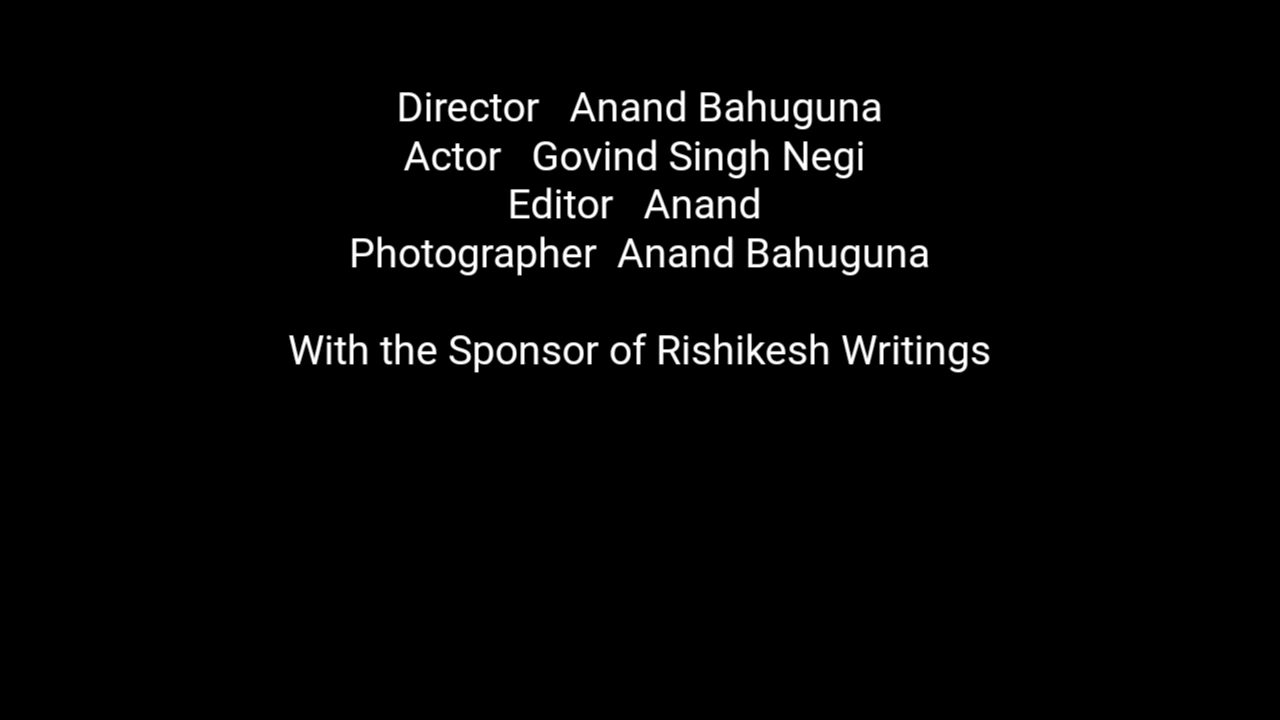 Director   Anand Bahuguna
Actor   Govind Singh Negi
Editor   Anand
Photographer  Anand Bahuguna
With the Sponsor of Rishikesh Writings